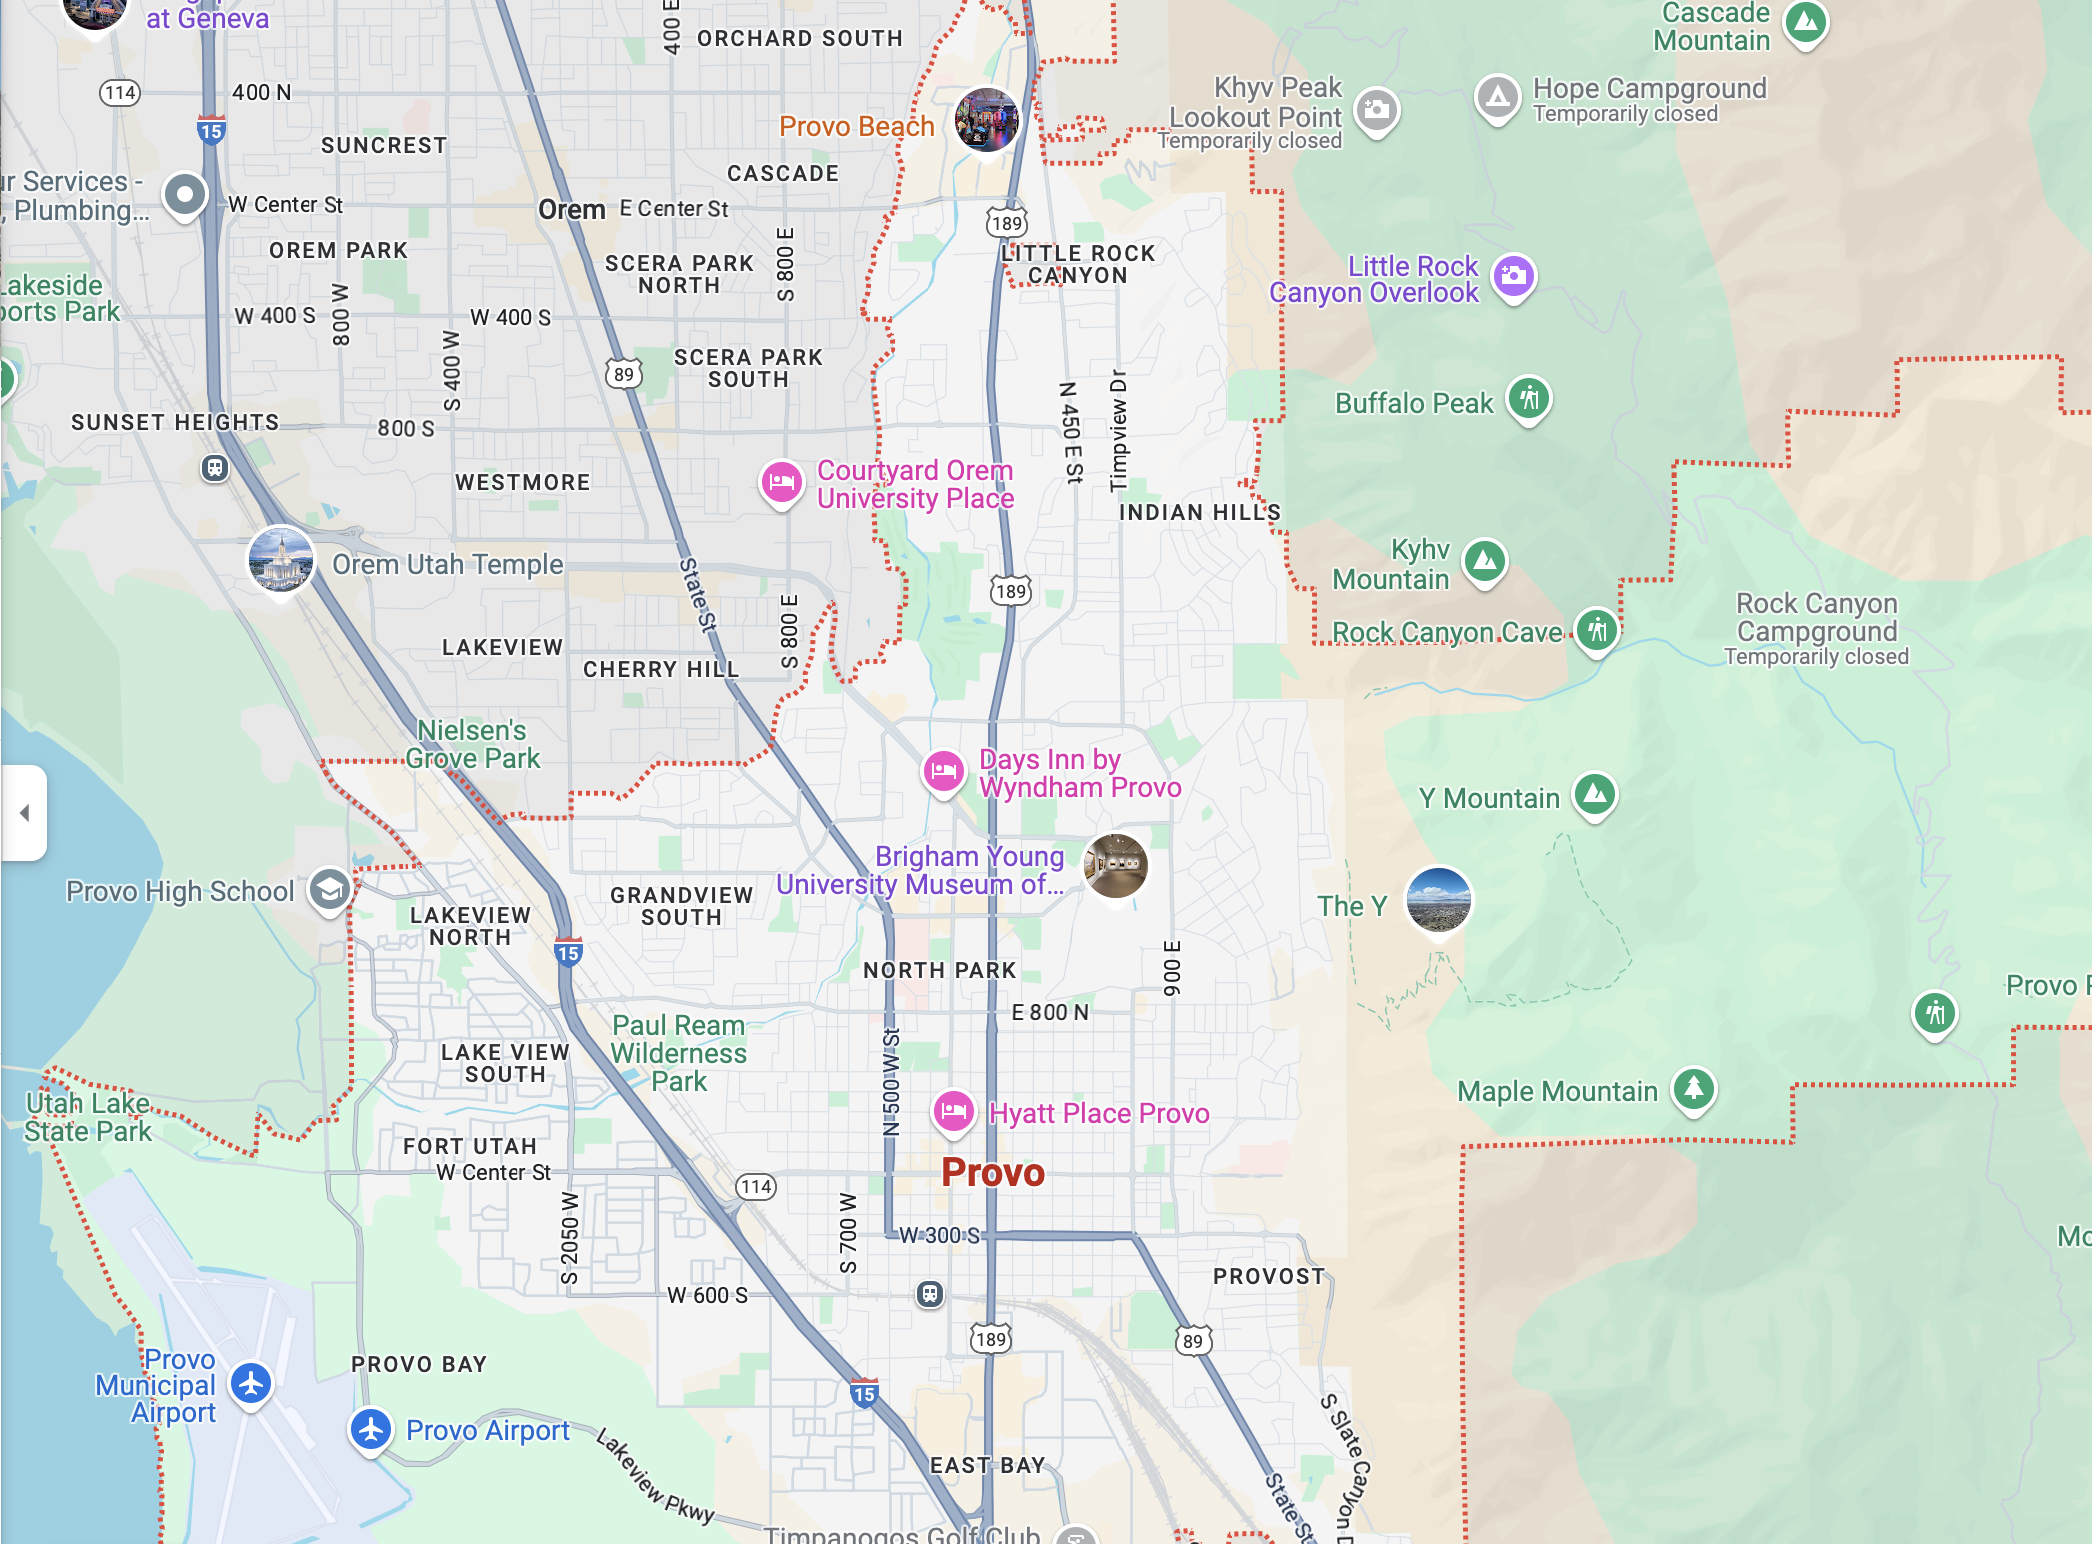 at Geneva
400 E
ORCHARD SOUTH
Cascade
Mountain
114
400 N
15
SUNCREST
Provo Beach
CASCADE
Khyv Peak
Lookout Point
Temporarily closed
Hope Campground
Temporarily closed
ur Services -
, Plumbing...
W Center St
Orem
E Center St
189
OREM PARK
SCERA PARK
NORTH
S 800 E
LITTLE ROCK
CANYON
Little Rock
Canyon Overlook
Lakeside
ports Park
W 400 S
800 W
W 400 S
S 400 W
SCERA PARK
SOUTH
89
N 450 E St
Timpview Dr
Buffalo Peak
SUNSET HEIGHTS
800 S
WESTMORE
Courtyard Orem
University Place
INDIAN HILLS
Orem Utah Temple
State St
S 800 E
189
Kyhv
Mountain
Rock Canyon Cave
Rock Canyon
Campground
Temporarily closed
LAKEVIEW
CHERRY HILL
Nielsen's
Grove Park
Days Inn by
Wyndham Provo
Y Mountain
Brigham Young
University Museum of...
Provo High School
LAKEVIEW
NORTH
GRANDVIEW
SOUTH
The Y
15
NORTH PARK
900 E
Provo
E 800 N
Paul Ream
Wilderness
Park
N 500 W St
LAKE VIEW
SOUTH
Maple Mountain
Utah Lake
State Park
Hyatt Place Provo
FORT UTAH
W Center St
Provo
114
S 2050 W
S 700 W
W 300 S
PROVOST
W 600 S
189
89
PROVO BAY
Provo
Municipal
Airport
15
Provo Airport
Lakeview Pkwy
EAST BAY
State St
S Slate Canyon D
Timpanogos Golf Club